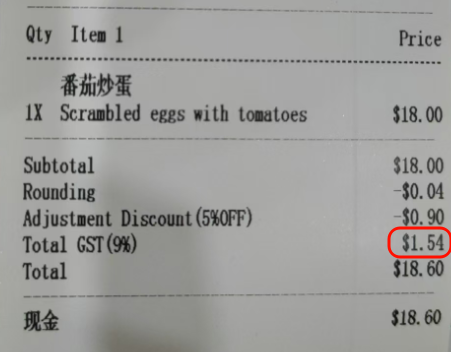 Qty Item 1 Price
番茄炒蛋
1X Scrambled eggs with tomatoes $18.00
Subtotal $18.00
Rounding -$0.04
Adjustment Discount(5%OFF) -$0.90
Total GST(9%) $1.54
Total $18.60
现金 $18.60